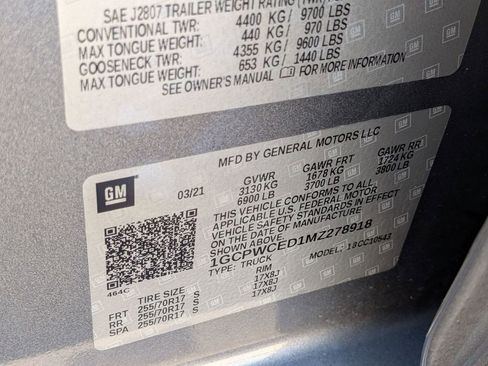 SAE J2807 TRAILER WEIGHT RATING (TWR)
CONVENTIONAL TWR: 4400 KG / 9700 LBS
MAX TONGUE WEIGHT: 440 KG / 970 LBS
GOOSENECK TWR: 4355 KG / 9600 LBS
MAX TONGUE WEIGHT: 653 KG / 1440 LBS
SEE OWNER'S MANUAL FOR MORE INFORMATION
MFD BY GENERAL MOTORS LLC
GM
03/21
GVWR GAWR FRT GAWR RR
3130 KG 1678 KG 1724 KG
6900 LB 3700 LB 3800 LB
THIS VEHICLE CONFORMS TO ALL
APPLICABLE U.S. FEDERAL MOTOR
VEHICLE SAFETY STANDARDS IN EFFECT
ON THE DATE OF MANUFACTURE
SHOWN ABOVE.
1GCPWCED1MZ278918
TYPE: TRUCK MODEL: 18CC10543
464C
TIRE SIZE RIM
FRT 255/70R17 S 17X8J
RR 255/70R17 S 17X8J
SPA 255/70R17 S 17X8J